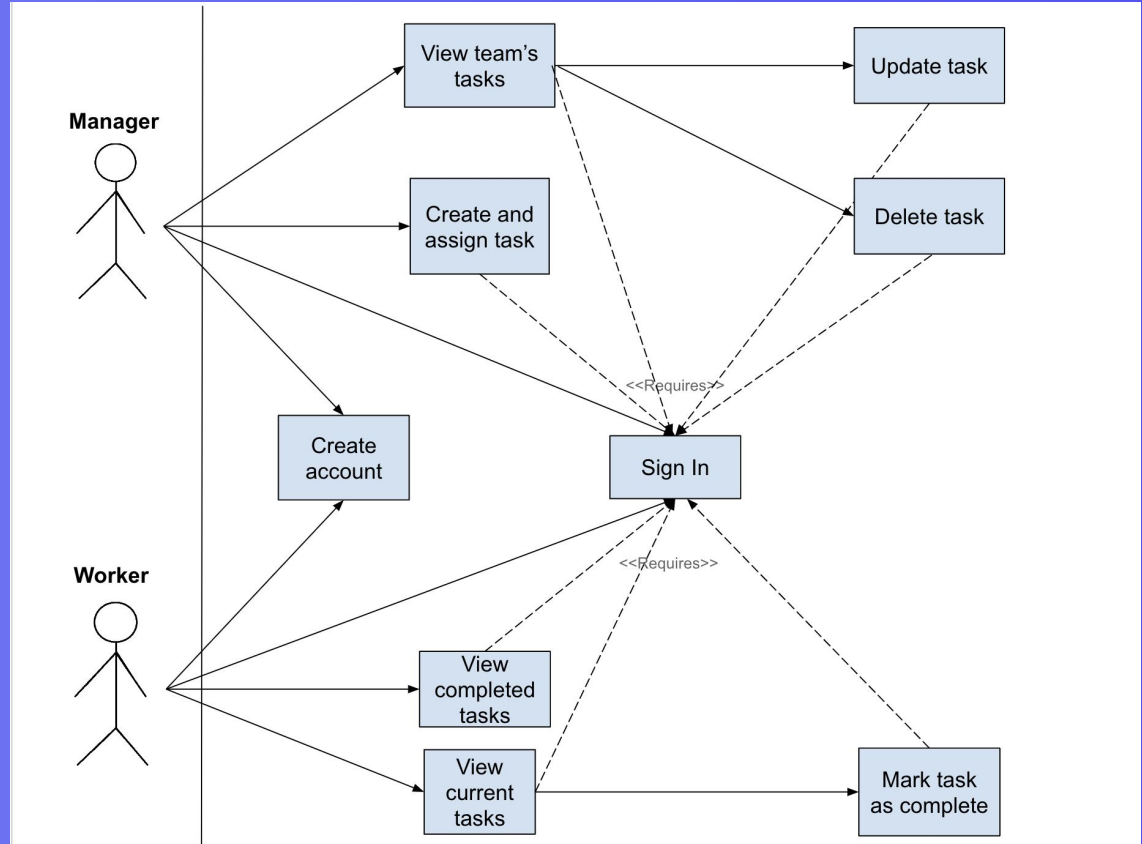 View team’s
tasks
Update task
Manager
Create and
assign task
Delete task
<<Requires>>
Create
account
Sign In
<<Requires>>
Worker
View
completed
tasks
View
current
tasks
Mark task
as complete